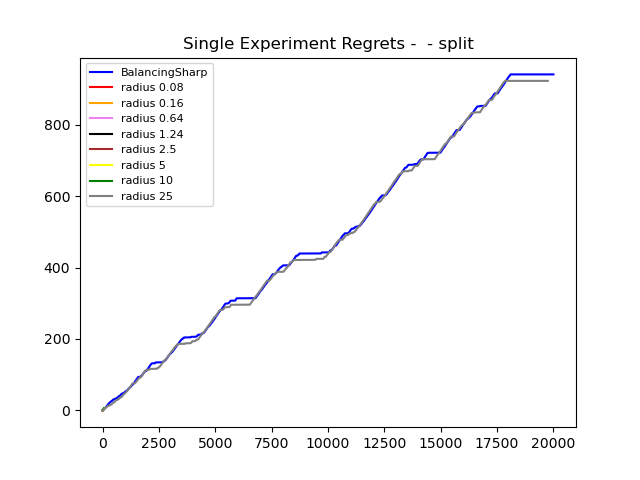 Single Experiment Regrets -  - split
BalancingSharp
radius 0.08
radius 0.16
radius 0.64
radius 1.24
radius 2.5
radius 5
radius 10
radius 25
800
600
400
200
0
0 2500 5000 7500 10000 12500 15000 17500 20000